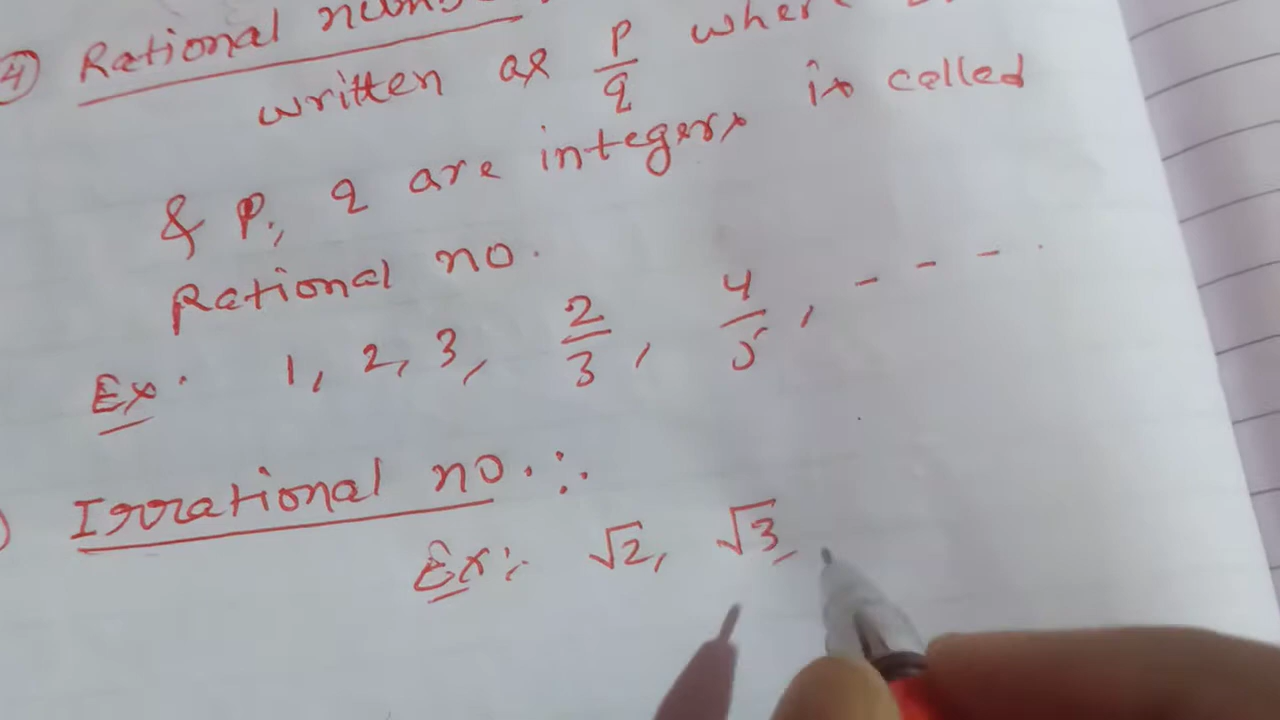 4) Rational
written as p/q where
& P, q are integers is called
Rational no.
Ex. 1, 2, 3, 2/3, 4/5, - - - .
Irrational no. :
Ex:- √2, √3,